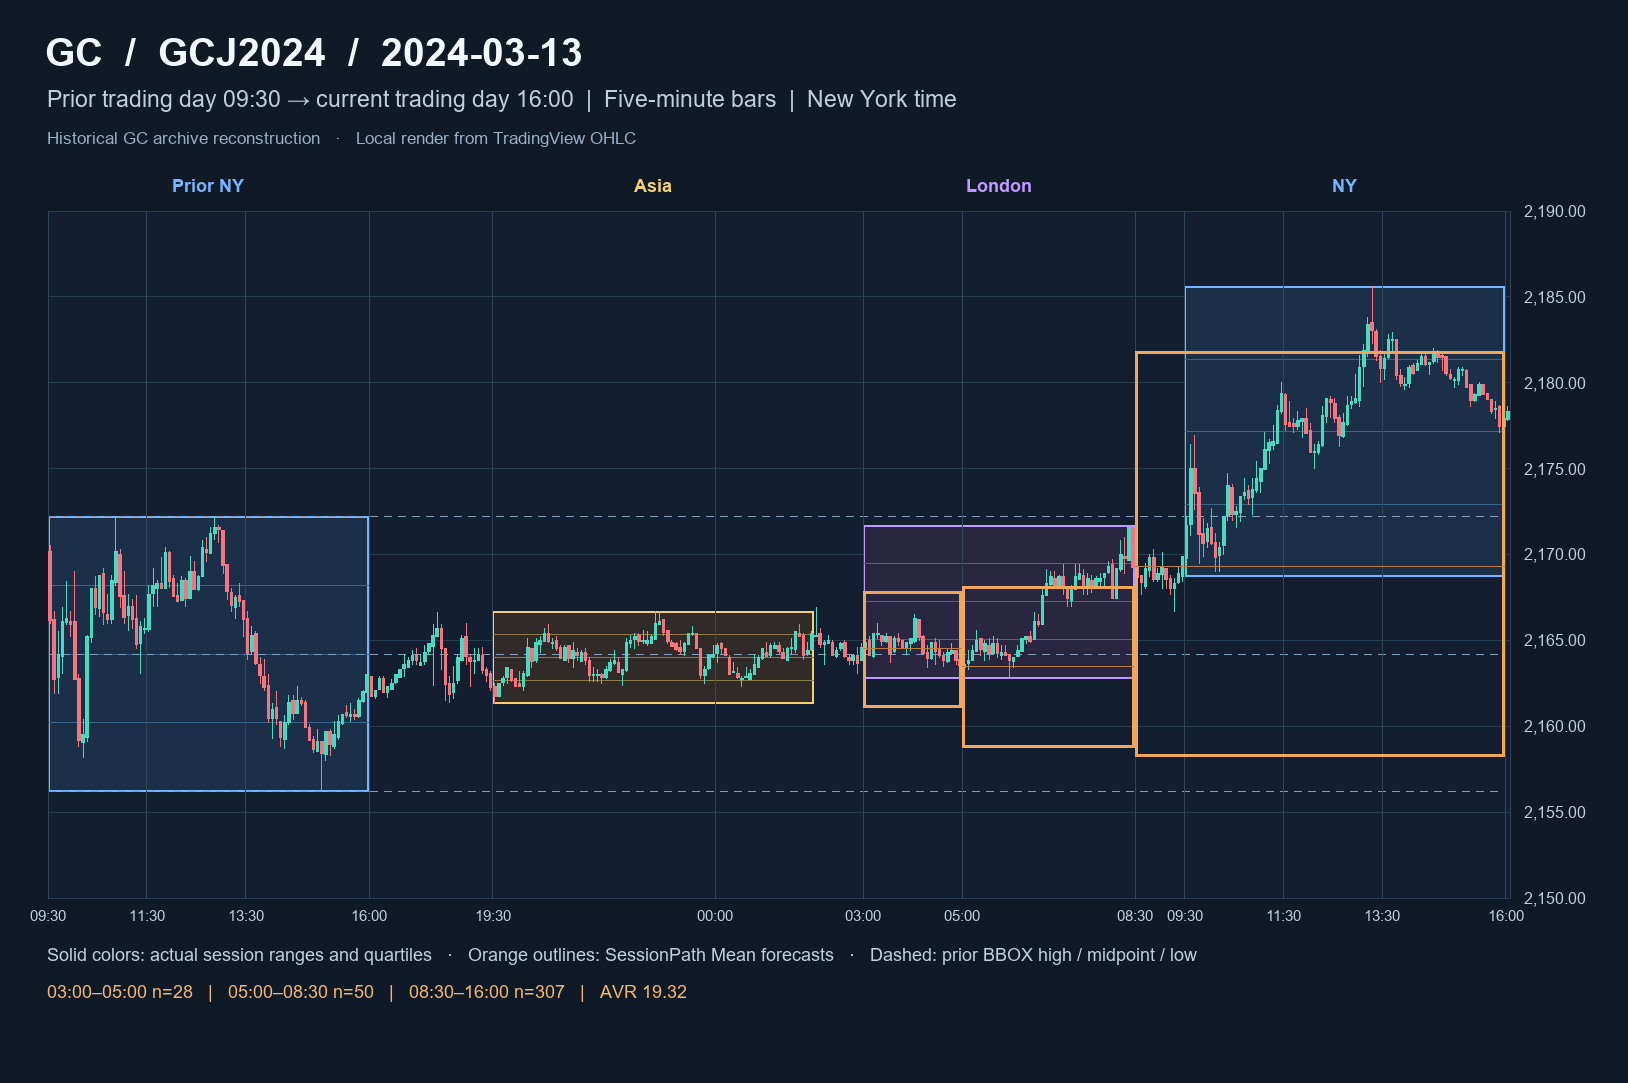 GC / GCJ2024 / 2024-03-13
Prior trading day 09:30 → current trading day 16:00 | Five-minute bars | New York time
Historical GC archive reconstruction · Local render from TradingView OHLC
Prior NY Asia London NY
2,190.00
2,185.00
2,180.00
2,175.00
2,170.00
2,165.00
2,160.00
2,155.00
2,150.00
09:30 11:30 13:30 16:00 19:30 00:00 03:00 05:00 08:30 09:30 11:30 13:30 16:00
Solid colors: actual session ranges and quartiles · Orange outlines: SessionPath Mean forecasts · Dashed: prior BBOX high / midpoint / low
03:00–05:00 n=28 | 05:00–08:30 n=50 | 08:30–16:00 n=307 | AVR 19.32